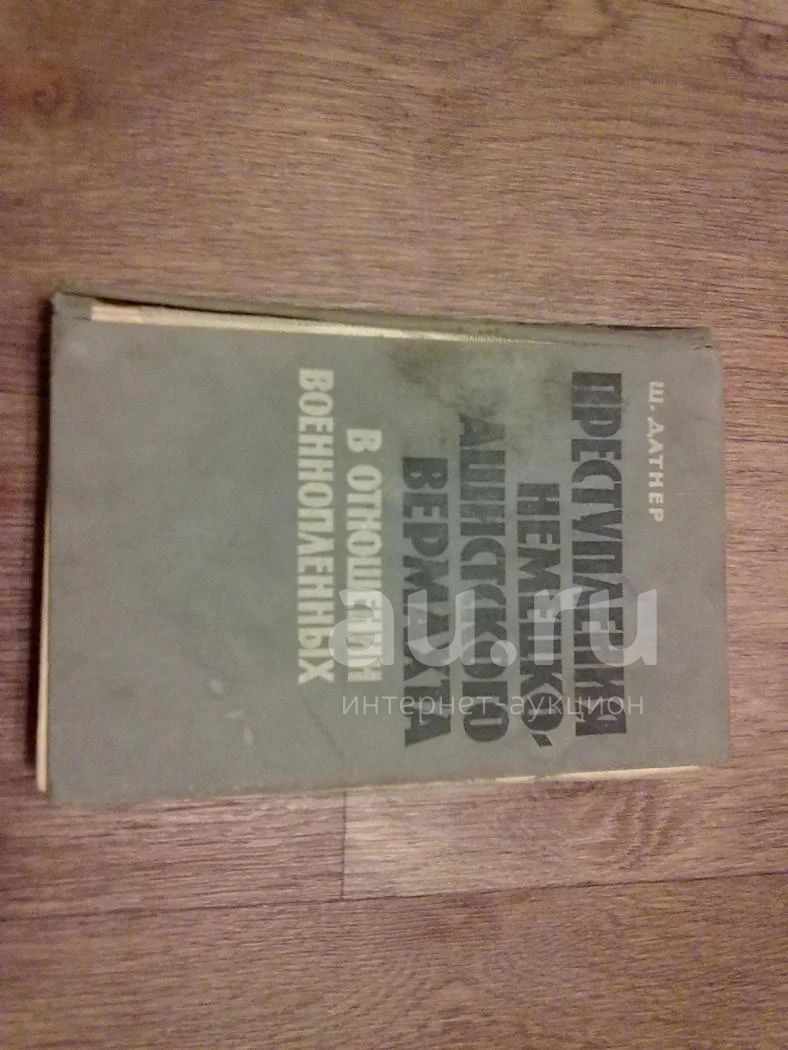 Ш. ДАТНЕР
ПРЕСТУПЛЕНИЯ
НЕМЕЦКО-
ФАШИСТСКОГО
ВЕРМАХТА
В ОТНОШЕНИИ
ВОЕННОПЛЕННЫХ
au.ru
интернет-аукцион